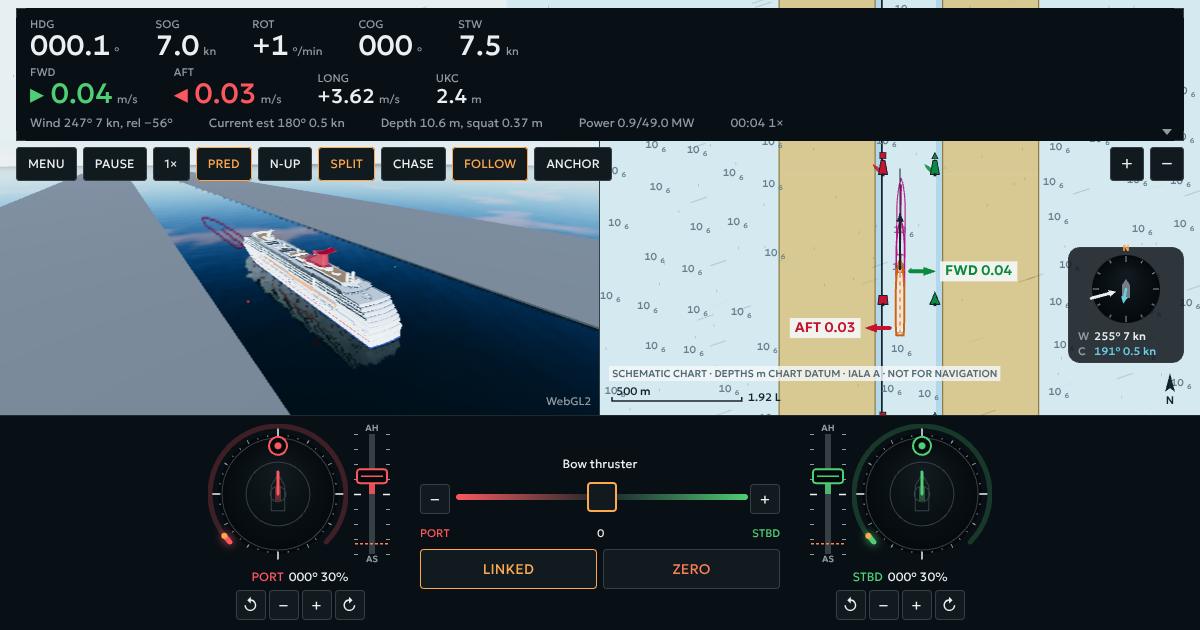 HDG SOG ROT COG STW
000.1 ° 7.0 kn +1 °/min 000 ° 7.5 kn
FWD AFT LONG UKC
▶ 0.04 m/s ◀ 0.03 m/s +3.62 m/s 2.4 m
Wind 247° 7 kn, rel −56° Current est 180° 0.5 kn Depth 10.6 m, squat 0.37 m Power 0.9/49.0 MW 00:04 1×
MENU PAUSE 1× PRED N-UP SPLIT CHASE FOLLOW ANCHOR + −
N
FWD 0.04
AFT 0.03
W 255° 7 kn
C 191° 0.5 kn
SCHEMATIC CHART · DEPTHS m CHART DATUM · IALA A · NOT FOR NAVIGATION
500 m
1.92 L
N
WebGL2
AH AH
Bow thruster
− +
PORT 0 STBD
AS AS
LINKED ZERO
PORT 000° 30% STBD 000° 30%
− + − +